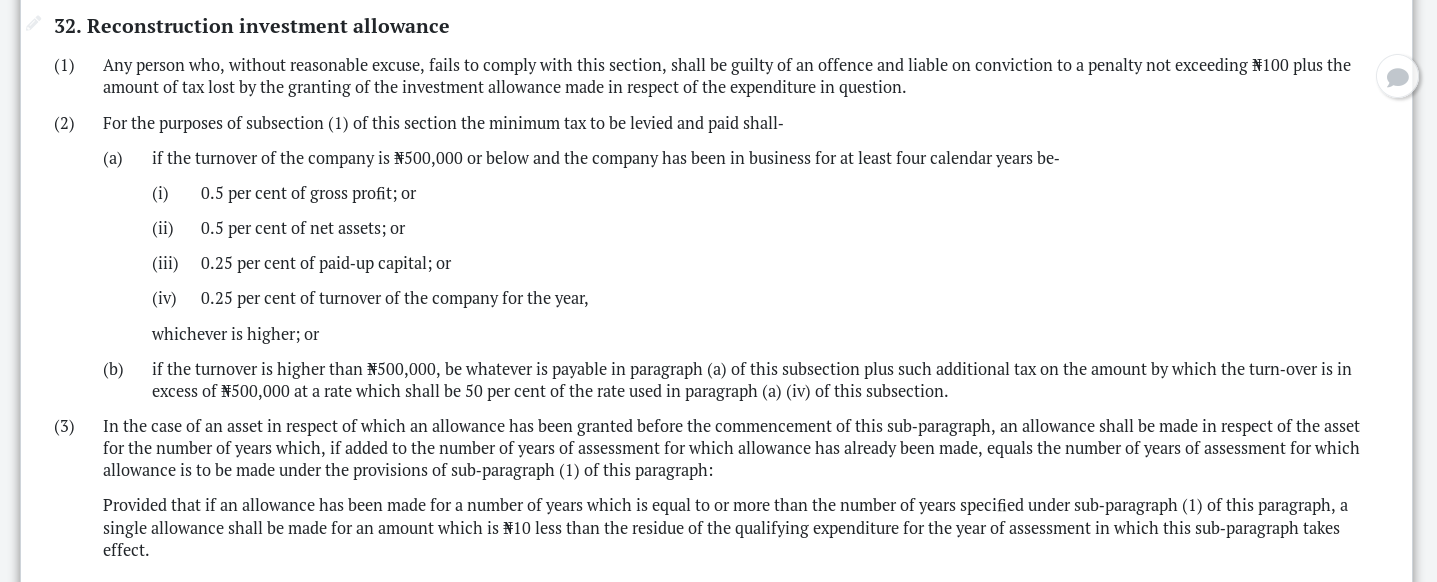 32. Reconstruction investment allowance
(1) Any person who, without reasonable excuse, fails to comply with this section, shall be guilty of an offence and liable on conviction to a penalty not exceeding ₦100 plus the
amount of tax lost by the granting of the investment allowance made in respect of the expenditure in question.
(2) For the purposes of subsection (1) of this section the minimum tax to be levied and paid shall-
(a) if the turnover of the company is ₦500,000 or below and the company has been in business for at least four calendar years be-
(i) 0.5 per cent of gross profit; or
(ii) 0.5 per cent of net assets; or
(iii) 0.25 per cent of paid-up capital; or
(iv) 0.25 per cent of turnover of the company for the year,
whichever is higher; or
(b) if the turnover is higher than ₦500,000, be whatever is payable in paragraph (a) of this subsection plus such additional tax on the amount by which the turn-over is in
excess of ₦500,000 at a rate which shall be 50 per cent of the rate used in paragraph (a) (iv) of this subsection.
(3) In the case of an asset in respect of which an allowance has been granted before the commencement of this sub-paragraph, an allowance shall be made in respect of the asset
for the number of years which, if added to the number of years of assessment for which allowance has already been made, equals the number of years of assessment for which
allowance is to be made under the provisions of sub-paragraph (1) of this paragraph:
Provided that if an allowance has been made for a number of years which is equal to or more than the number of years specified under sub-paragraph (1) of this paragraph, a
single allowance shall be made for an amount which is ₦10 less than the residue of the qualifying expenditure for the year of assessment in which this sub-paragraph takes
effect.